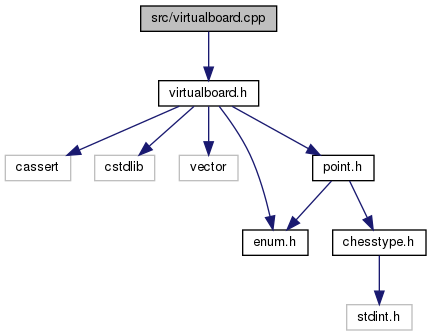 src/virtualboard.cpp
virtualboard.h
cassert
cstdlib
vector
point.h
enum.h
chesstype.h
stdint.h